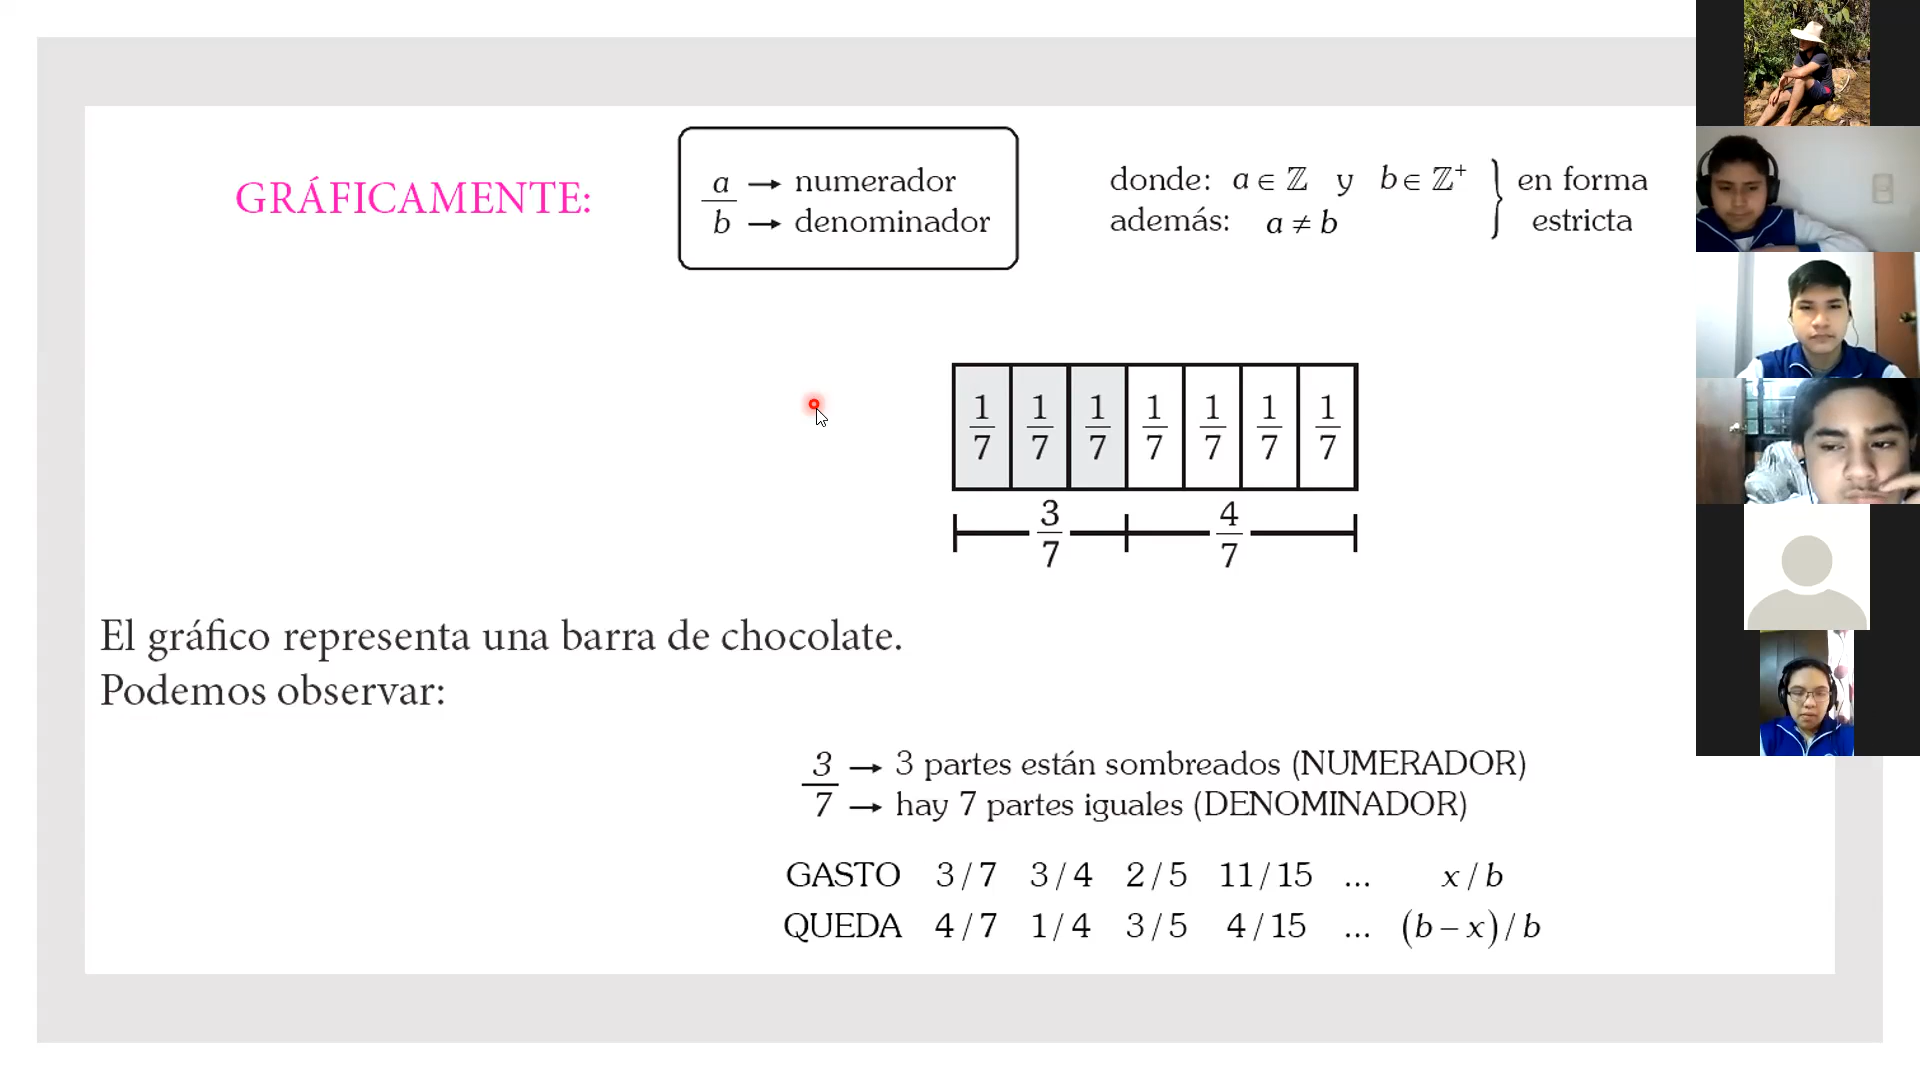 GRÁFICAMENTE:
a → numerador
b → denominador
donde: a ∈ ℤ y b ∈ ℤ⁺
además: a ≠ b
} en forma
estricta
1/7 1/7 1/7 1/7 1/7 1/7 1/7
3/7 4/7
El gráfico representa una barra de chocolate.
Podemos observar:
3 → 3 partes están sombreados (NUMERADOR)
7 → hay 7 partes iguales (DENOMINADOR)
GASTO 3/7 3/4 2/5 11/15 ... x/b
QUEDA 4/7 1/4 3/5 4/15 ... (b – x)/b